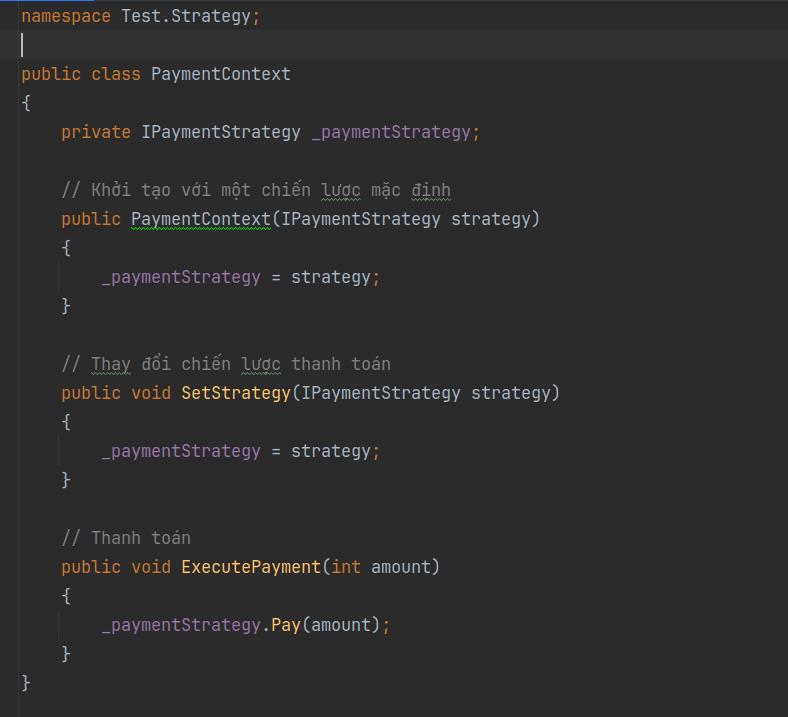 namespace Test.Strategy;
public class PaymentContext
{
private IPaymentStrategy _paymentStrategy;
// Khởi tạo với một chiến lược mặc định
public PaymentContext(IPaymentStrategy strategy)
{
_paymentStrategy = strategy;
}
// Thay đổi chiến lược thanh toán
public void SetStrategy(IPaymentStrategy strategy)
{
_paymentStrategy = strategy;
}
// Thanh toán
public void ExecutePayment(int amount)
{
_paymentStrategy.Pay(amount);
}
}